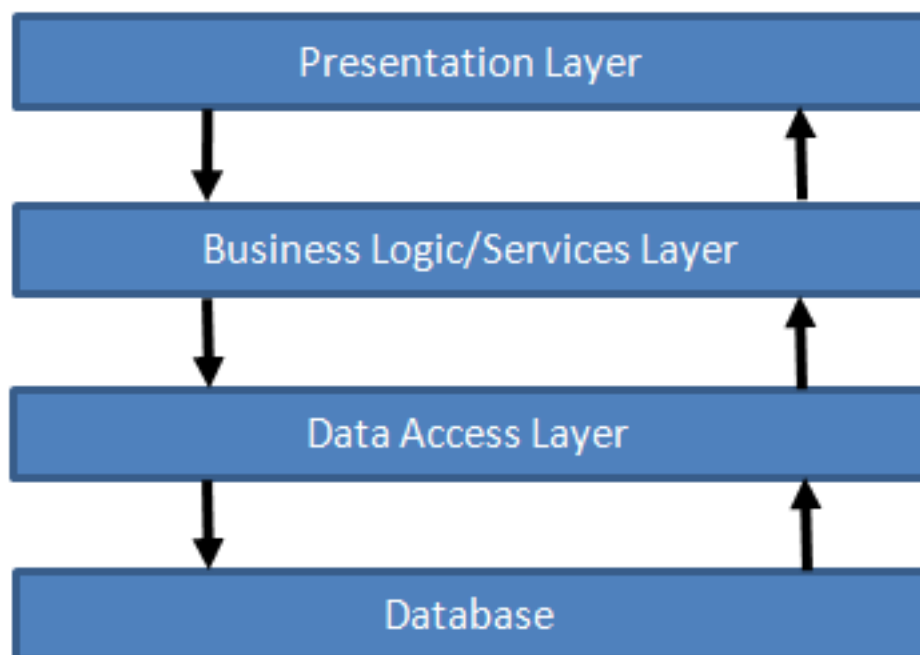 Presentation Layer
Business Logic/Services Layer
Data Access Layer
Database